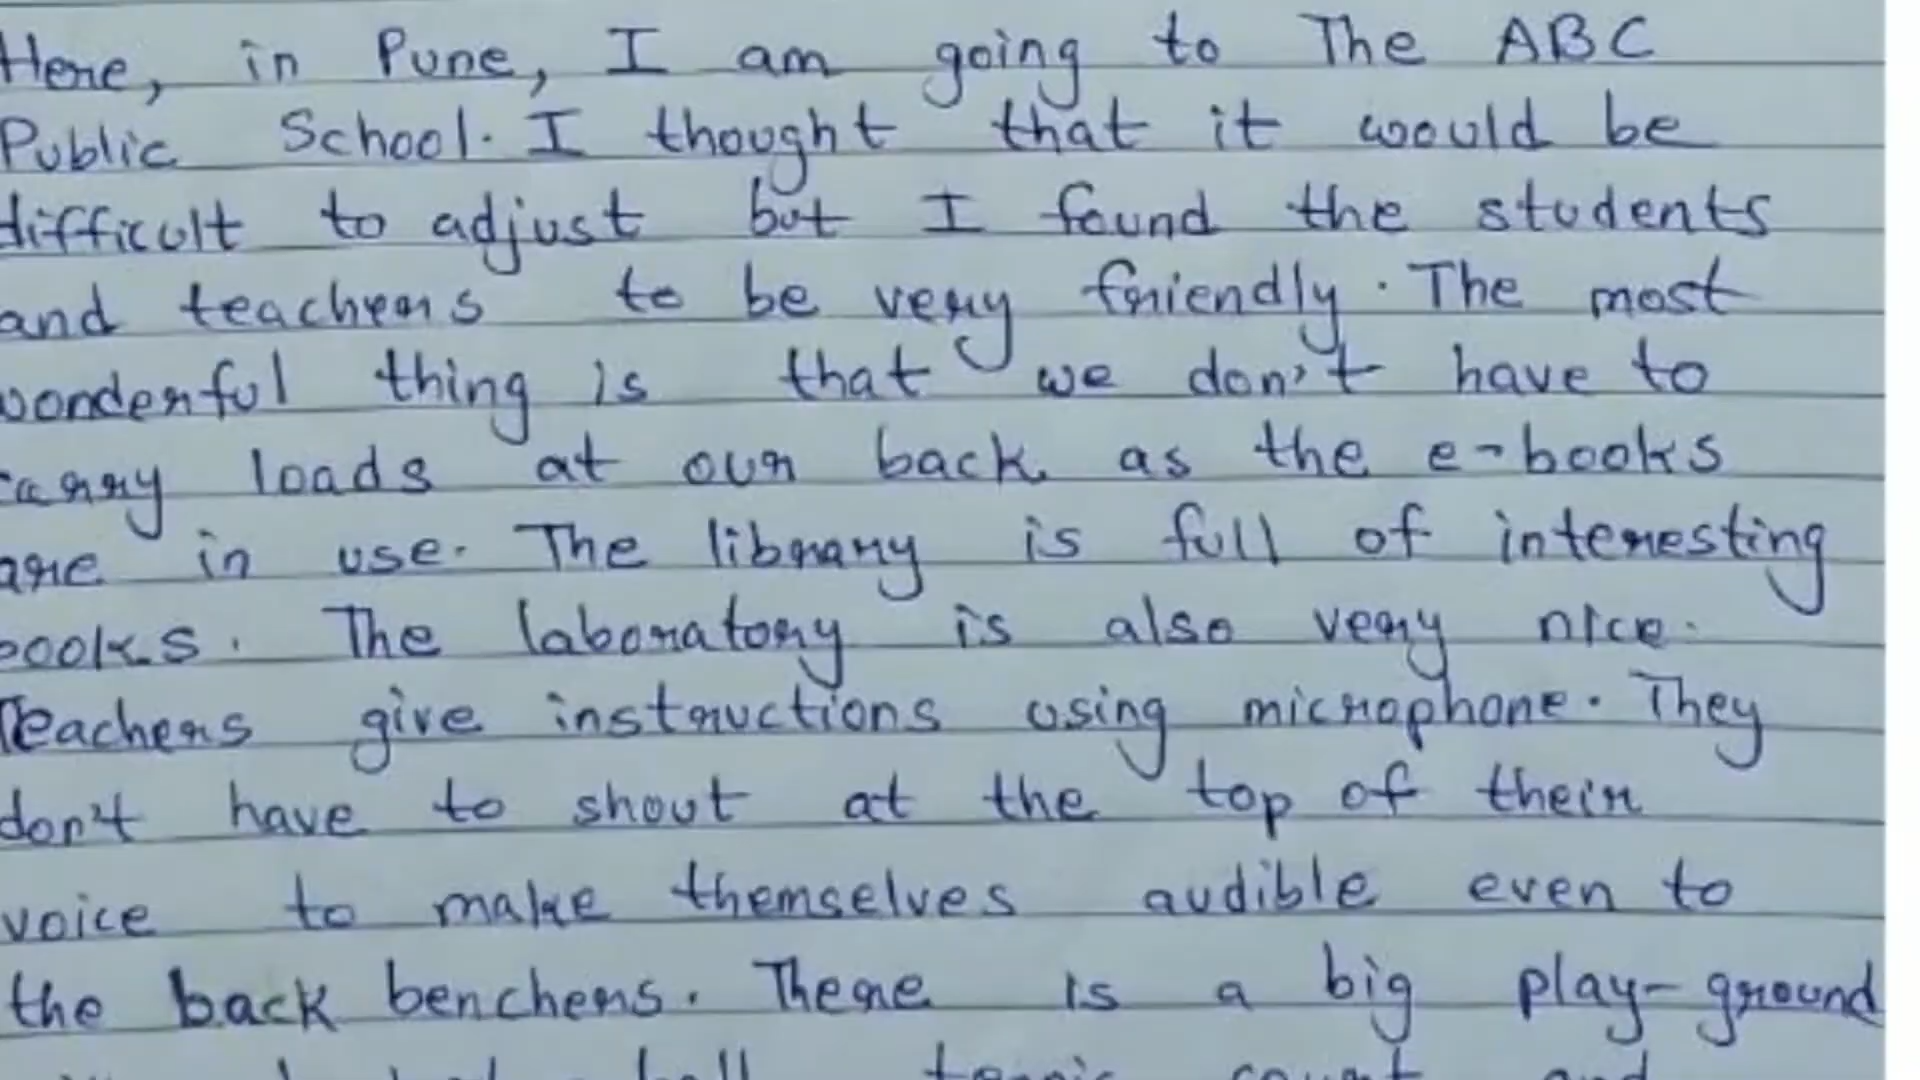 Here, in Pune, I am going to The ABC
Public School. I thought that it would be
difficult to adjust but I found the students
and teachers to be very friendly. The most
wonderful thing is that we don't have to
carry loads at our back as the e-books
are in use. The library is full of interesting
books. The laboratory is also very nice.
Teachers give instructions using microphone. They
don't have to shout at the top of their
voice to make themselves audible even to
the back benchers. There is a big play-ground
ball tennis court and